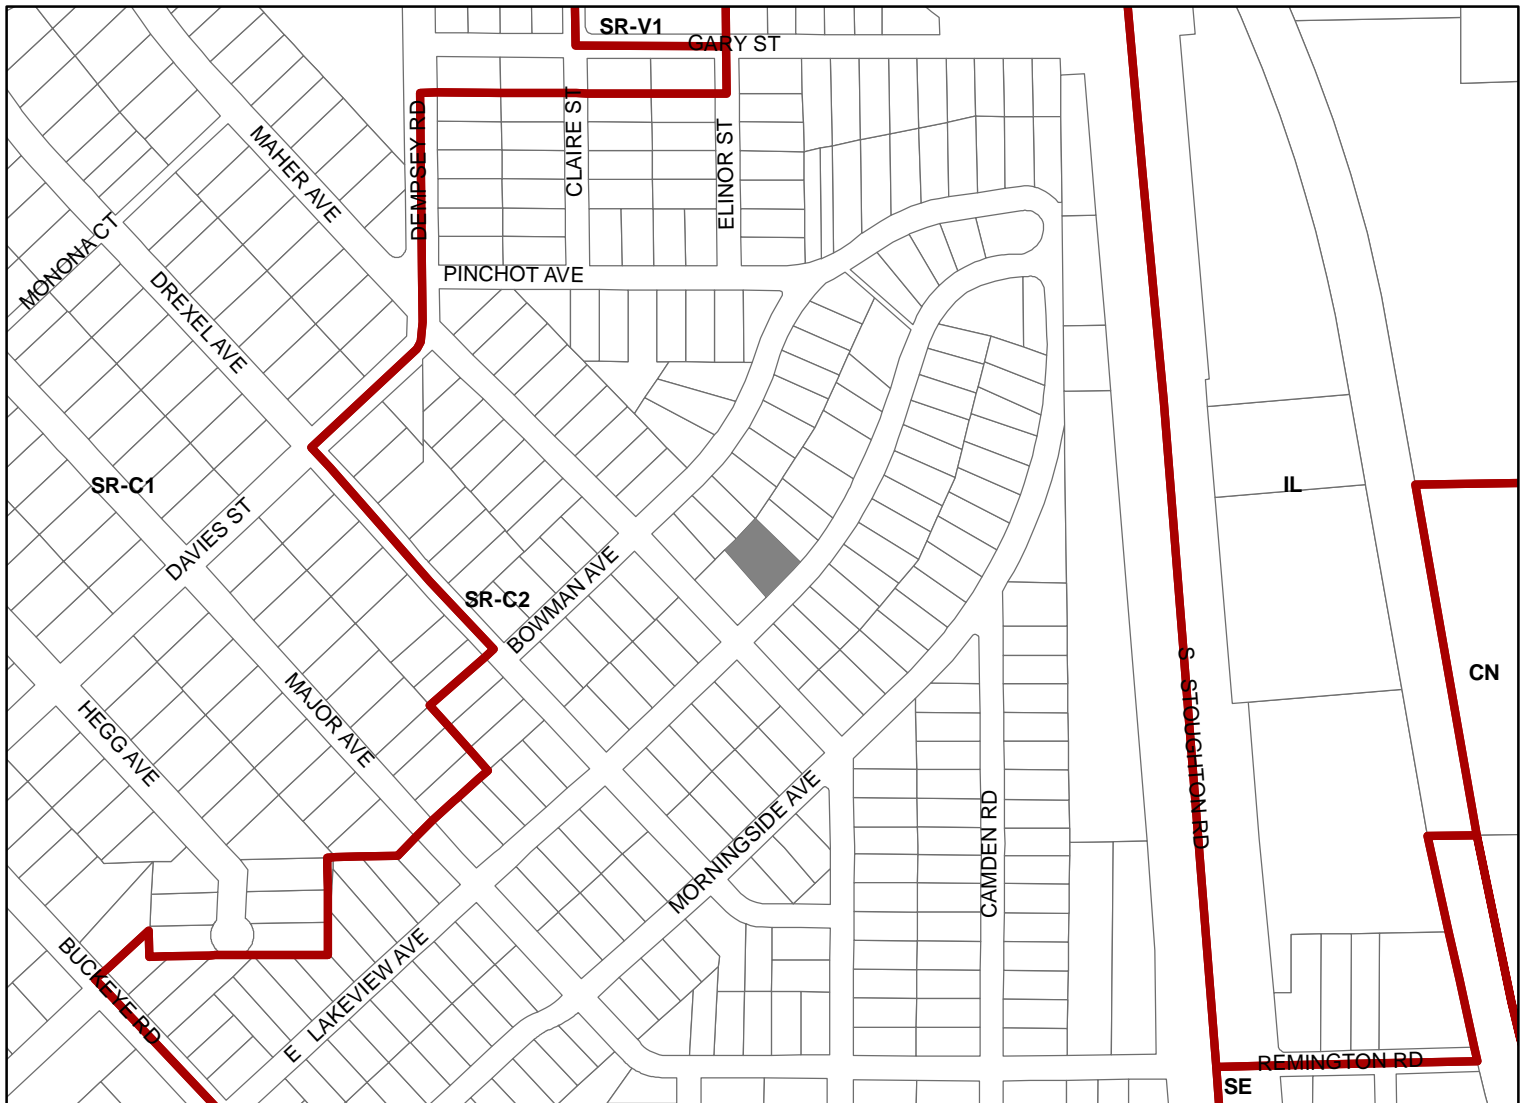 SR-V1
GARY ST
DEMPSEY RD
CLAIRE ST
ELINOR ST
MAHER AVE
MONONA CT
DREXEL AVE
PINCHOT AVE
SR-C1
DAVIES ST
IL
SR-C2
BOWMAN AVE
S STOUGHTON RD
CN
MAJOR AVE
HEGG AVE
MORNINGSIDE AVE
CAMDEN RD
BUCKEYE RD
E LAKEVIEW AVE
REMINGTON RD
SE